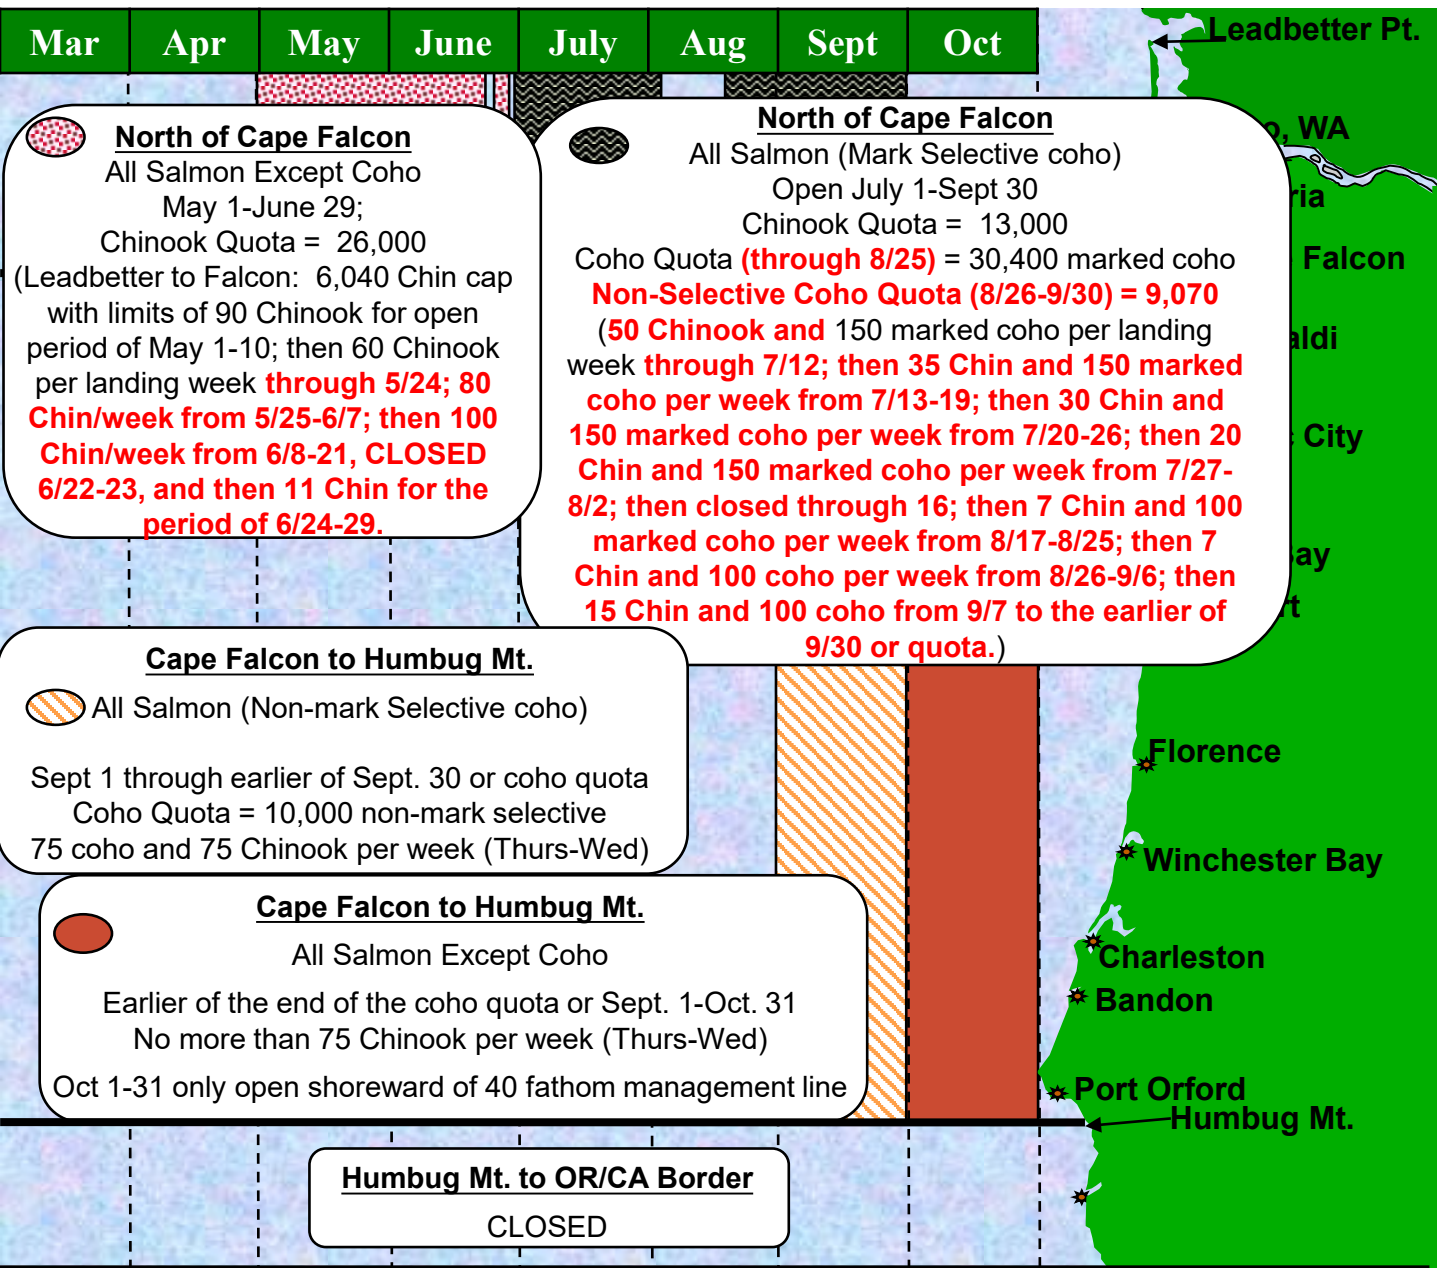 Mar Apr May June July Aug Sept Oct
Leadbetter Pt.
North of Cape Falcon
All Salmon Except Coho
May 1-June 29;
Chinook Quota = 26,000
(Leadbetter to Falcon: 6,040 Chin cap
with limits of 90 Chinook for open
period of May 1-10; then 60 Chinook
per landing week through 5/24; 80
Chin/week from 5/25-6/7; then 100
Chin/week from 6/8-21, CLOSED
6/22-23, and then 11 Chin for the
period of 6/24-29.
North of Cape Falcon
All Salmon (Mark Selective coho)
Open July 1-Sept 30
Chinook Quota = 13,000
Coho Quota (through 8/25) = 30,400 marked coho
Non-Selective Coho Quota (8/26-9/30) = 9,070
(50 Chinook and 150 marked coho per landing
week through 7/12; then 35 Chin and 150 marked
coho per week from 7/13-19; then 30 Chin and
150 marked coho per week from 7/20-26; then 20
Chin and 150 marked coho per week from 7/27-
8/2; then closed through 16; then 7 Chin and 100
marked coho per week from 8/17-8/25; then 7
Chin and 100 coho per week from 8/26-9/6; then
15 Chin and 100 coho from 9/7 to the earlier of
9/30 or quota.)
o, WA
ria
Falcon
aldi
City
ay
rt
Cape Falcon to Humbug Mt.
All Salmon (Non-mark Selective coho)
Sept 1 through earlier of Sept. 30 or coho quota
Coho Quota = 10,000 non-mark selective
75 coho and 75 Chinook per week (Thurs-Wed)
Cape Falcon to Humbug Mt.
All Salmon Except Coho
Earlier of the end of the coho quota or Sept. 1-Oct. 31
No more than 75 Chinook per week (Thurs-Wed)
Oct 1-31 only open shoreward of 40 fathom management line
Florence
Winchester Bay
Charleston
Bandon
Port Orford
Humbug Mt.
Humbug Mt. to OR/CA Border
CLOSED